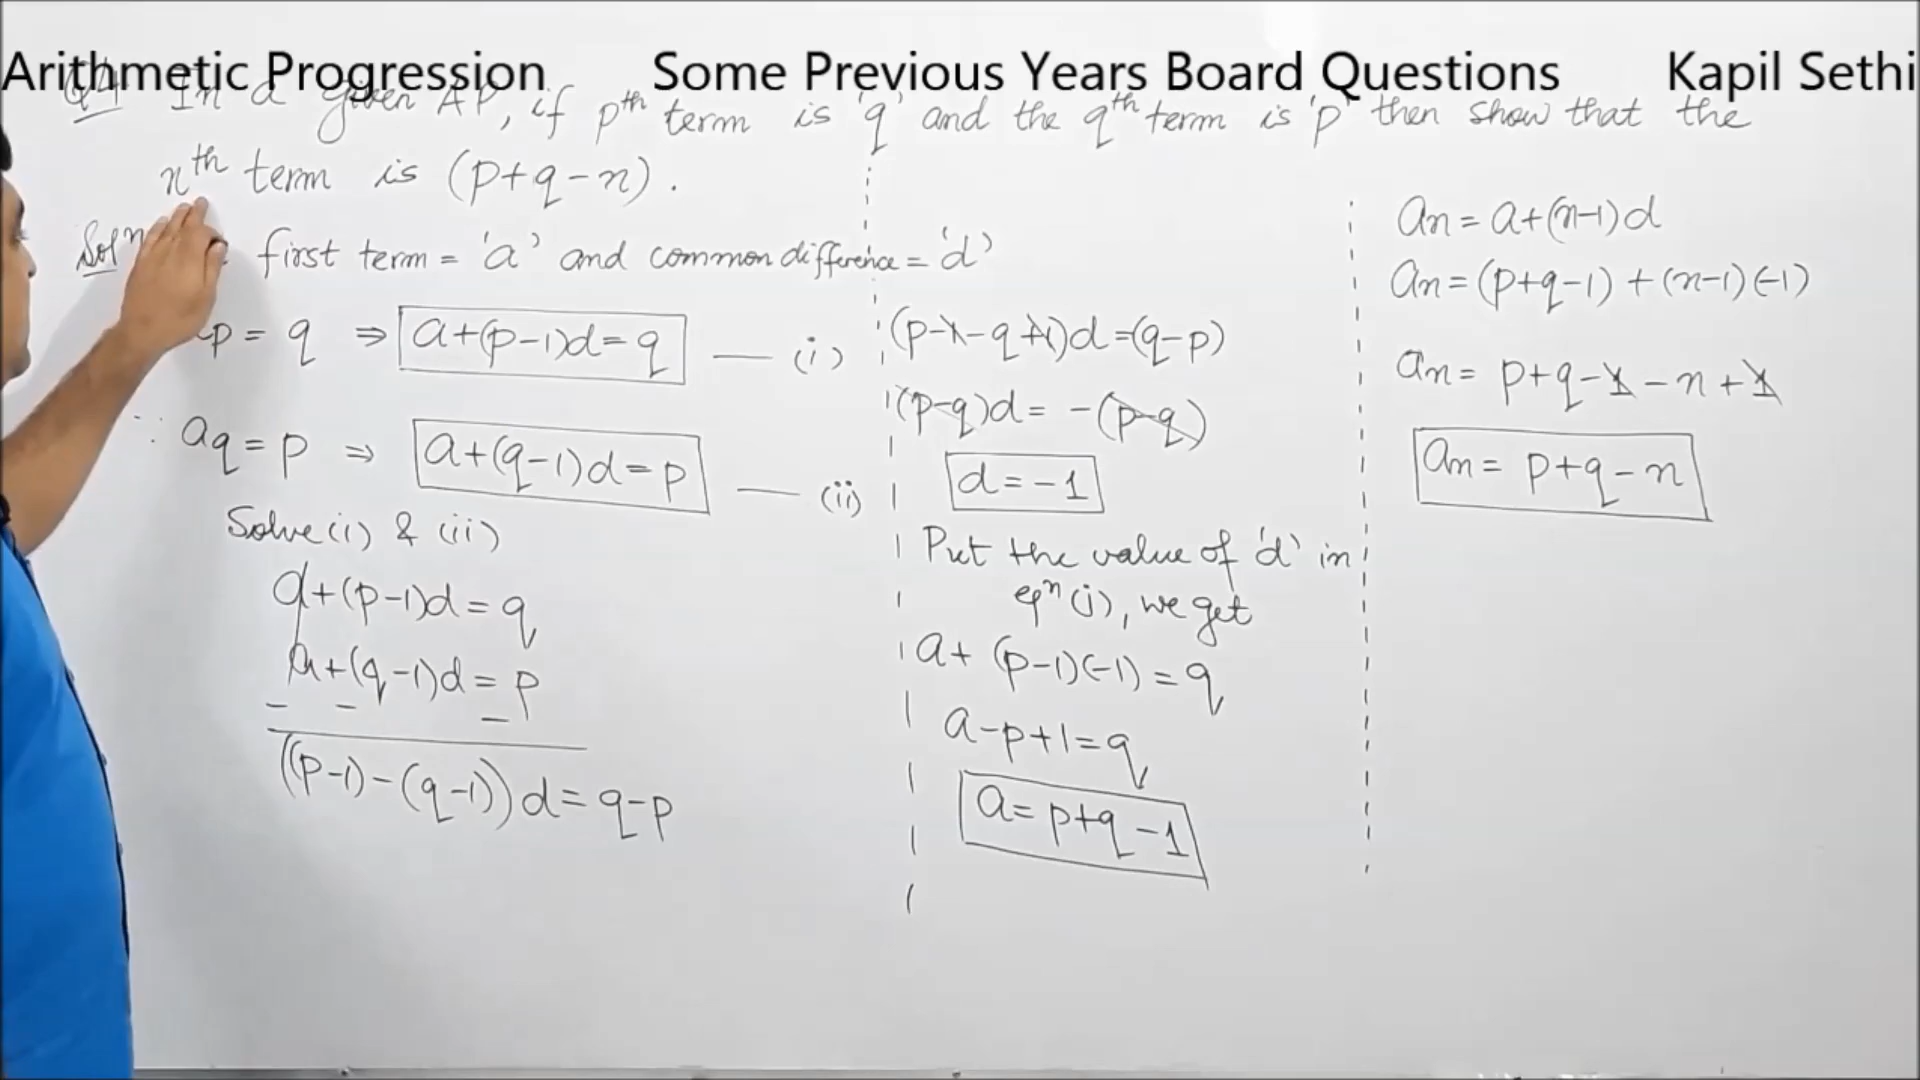 Arithmetic Progression Some Previous Years Board Questions Kapil Sethi
Q4 In a given AP, if pth term is 'q' and the qth term is 'p' then show that the
nth term is (p+q-n).
Soln first term = 'a' and common difference = 'd'
p = q ⇒ a+(p-1)d=q — (i)
∵ aq = p ⇒ a+(q-1)d=p — (ii)
Solve (i) & (ii)
a+(p-1)d = q
a+(q-1)d = p
- - -
((p-1)-(q-1))d = q-p
(p-1-q+1)d=(q-p)
(p-q)d = -(p-q)
d = -1
Put the value of 'd' in
eqn (i), we get
a+ (p-1)(-1) = q
a-p+1=q
a= p+q-1
an = a+(n-1)d
an = (p+q-1) + (n-1)(-1)
an = p+q-1-n+1
an = p+q-n